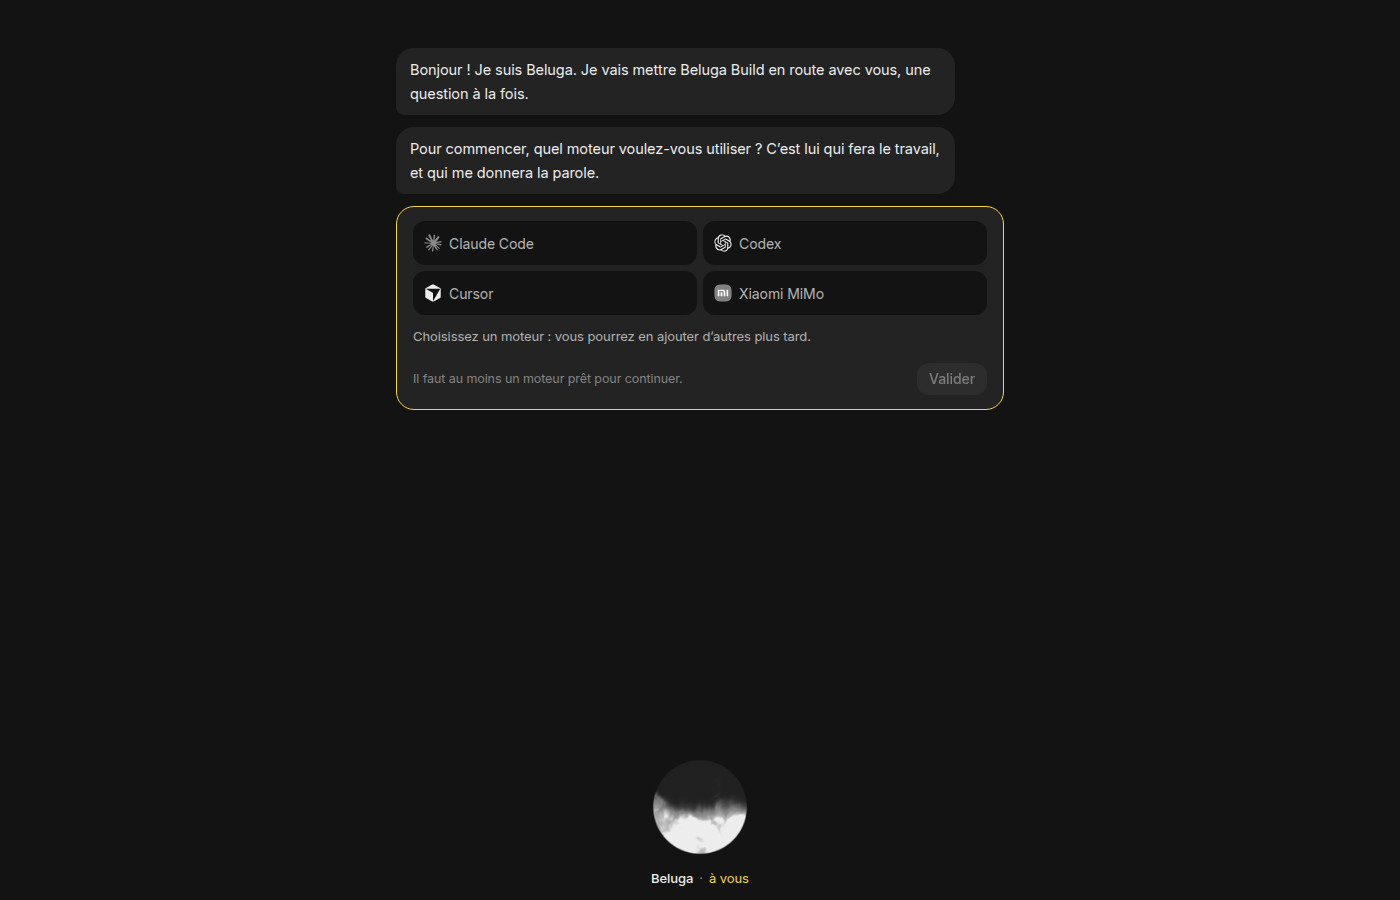 Bonjour ! Je suis Beluga. Je vais mettre Beluga Build en route avec vous, une
question à la fois.
Pour commencer, quel moteur voulez-vous utiliser ? C’est lui qui fera le travail,
et qui me donnera la parole.
Claude Code
Codex
Cursor
Xiaomi MiMo
Choisissez un moteur : vous pourrez en ajouter d’autres plus tard.
Il faut au moins un moteur prêt pour continuer.
Valider
Beluga · à vous